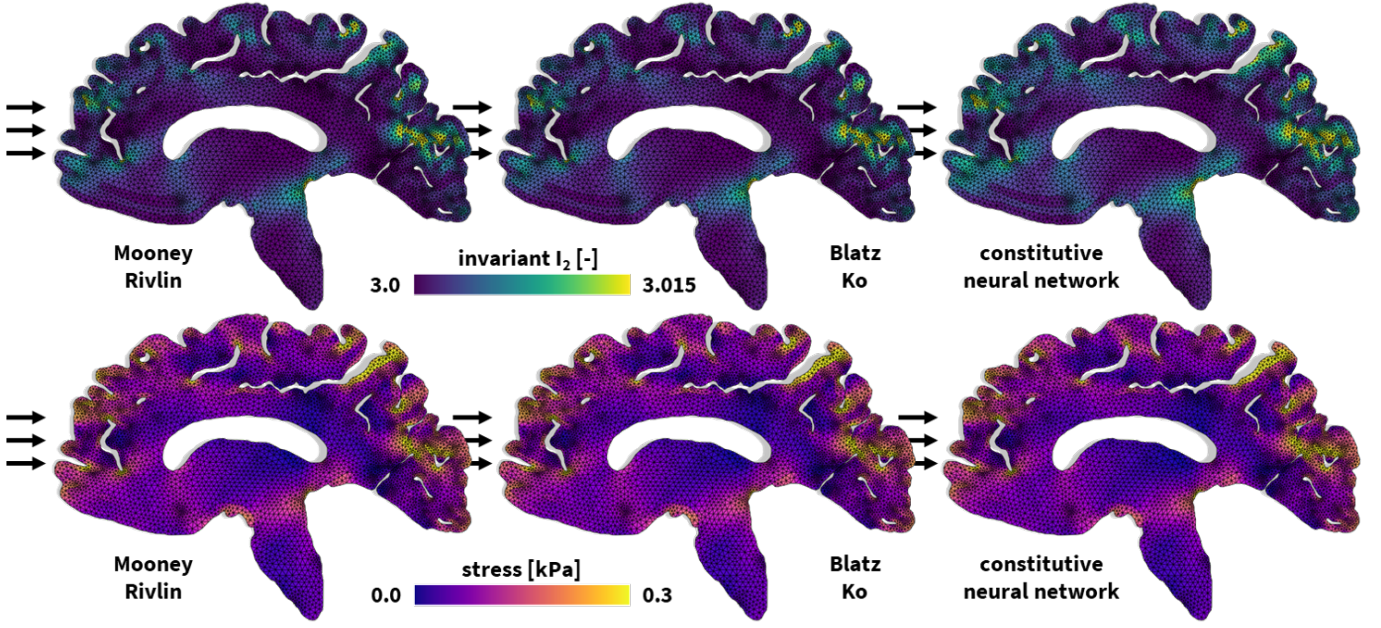 Mooney
Rivlin
invariant I₂ [-]
3.0
3.015
Blatz
Ko
constitutive
neural network
Mooney
Rivlin
stress [kPa]
0.0
0.3
Blatz
Ko
constitutive
neural network